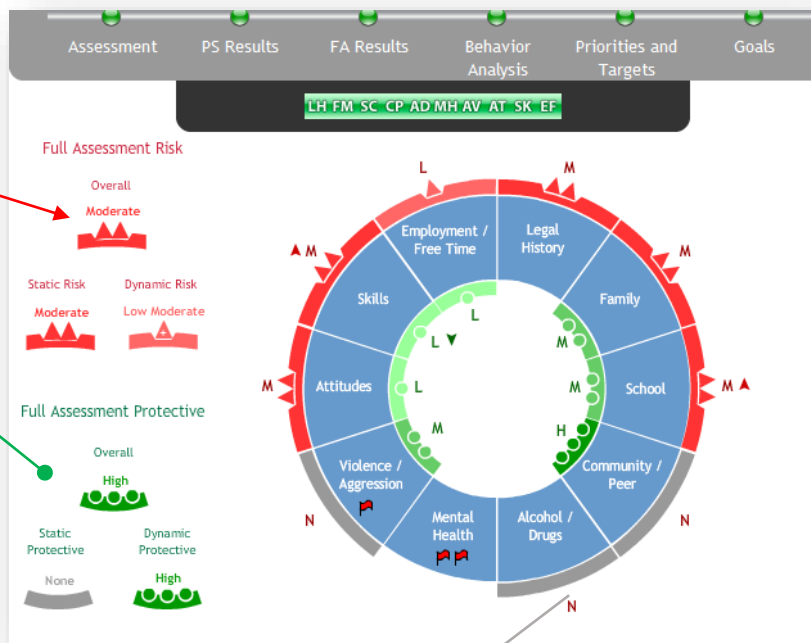 Assessment
PS Results
FA Results
Behavior
Analysis
Priorities and
Targets
Goals
LH FM SC CP AD MH AV AT SK EF
Full Assessment Risk
Overall
Moderate
Static Risk
Moderate
Dynamic Risk
Low Moderate
Full Assessment Protective
Overall
High
Static
Protective
None
Dynamic
Protective
High
L
M
Employment /
Free Time
Legal
History
M
M
Skills
Family
L
L
M
M
Attitudes
L
M
School
M
M
H
Violence /
Aggression
Community /
Peer
N
Mental
Health
Alcohol /
Drugs
N
N